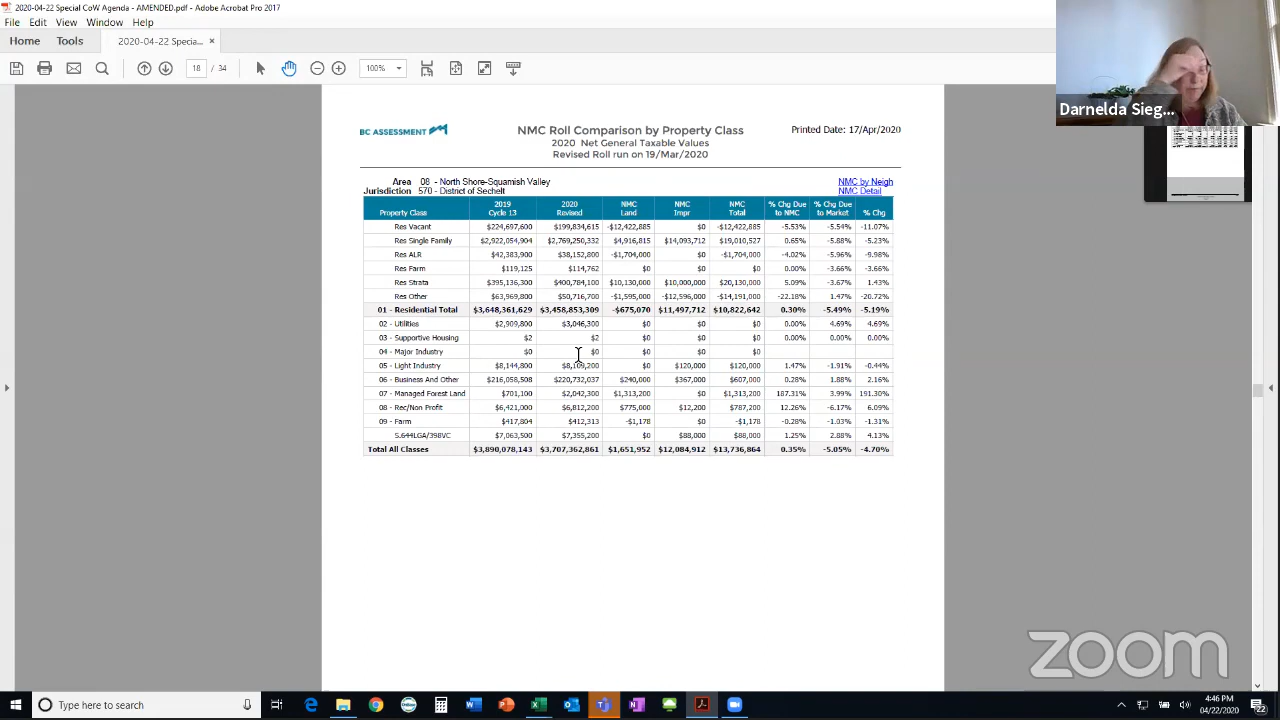 2020-04-22 Special CoW Agenda - AMENDED.pdf - Adobe Acrobat Pro 2017
File Edit View Window Help
Home Tools 2020-04-22 Specia... ×
18 / 34 100%
Darnelda Sieg...
BC ASSESSMENT
NMC Roll Comparison by Property Class
Printed Date: 17/Apr/2020
2020 Net General Taxable Values
Revised Roll run on 19/Mar/2020
Area 08 - North Shore-Squamish Valley NMC by Neigh
Jurisdiction 570 - District of Sechelt NMC Detail
Property Class 2019 Cycle 13 2020 Revised NMC Land NMC Impr NMC Total % Chg Due to NMC % Chg Due to Market % Chg
Res Vacant $224,697,600 $199,834,615 -$12,422,885 $0 -$12,422,885 -5.53% -5.54% -11.07%
Res Single Family $2,922,054,904 $2,769,250,332 $4,916,815 $14,093,712 $19,010,527 0.65% -5.88% -5.23%
Res ALR $42,383,900 $38,152,800 -$1,704,000 $0 -$1,704,000 -4.02% -5.96% -9.98%
Res Farm $119,125 $114,762 $0 $0 $0 0.00% -3.66% -3.66%
Res Strata $395,136,300 $400,784,100 $10,130,000 $10,000,000 $20,130,000 5.09% -3.67% 1.43%
Res Other $63,969,800 $50,716,700 -$1,595,000 -$12,596,000 -$14,191,000 -22.18% 1.47% -20.72%
01 - Residential Total $3,648,361,629 $3,458,853,309 -$675,070 $11,497,712 $10,822,642 0.30% -5.49% -5.19%
02 - Utilities $2,909,800 $3,046,300 $0 $0 $0 0.00% 4.69% 4.69%
03 - Supportive Housing $2 $2 $0 $0 $0 0.00% 0.00% 0.00%
04 - Major Industry $0 $0 $0 $0 $0
05 - Light Industry $8,144,800 $8,109,200 $0 $120,000 $120,000 1.47% -1.91% -0.44%
06 - Business And Other $216,058,508 $220,732,037 $240,000 $367,000 $607,000 0.28% 1.88% 2.16%
07 - Managed Forest Land $701,100 $2,042,300 $1,313,200 $0 $1,313,200 187.31% 3.99% 191.30%
08 - Rec/Non Profit $6,421,000 $6,812,200 $775,000 $12,200 $787,200 12.26% -6.17% 6.09%
09 - Farm $417,804 $412,313 -$1,178 $0 -$1,178 -0.28% -1.03% -1.31%
S.644LGA/398VC $7,063,500 $7,355,200 $0 $88,000 $88,000 1.25% 2.88% 4.13%
Total All Classes $3,890,078,143 $3,707,362,861 $1,651,952 $12,084,912 $13,736,864 0.35% -5.05% -4.70%
zoom
Type here to search
4:46 PM
04/22/2020